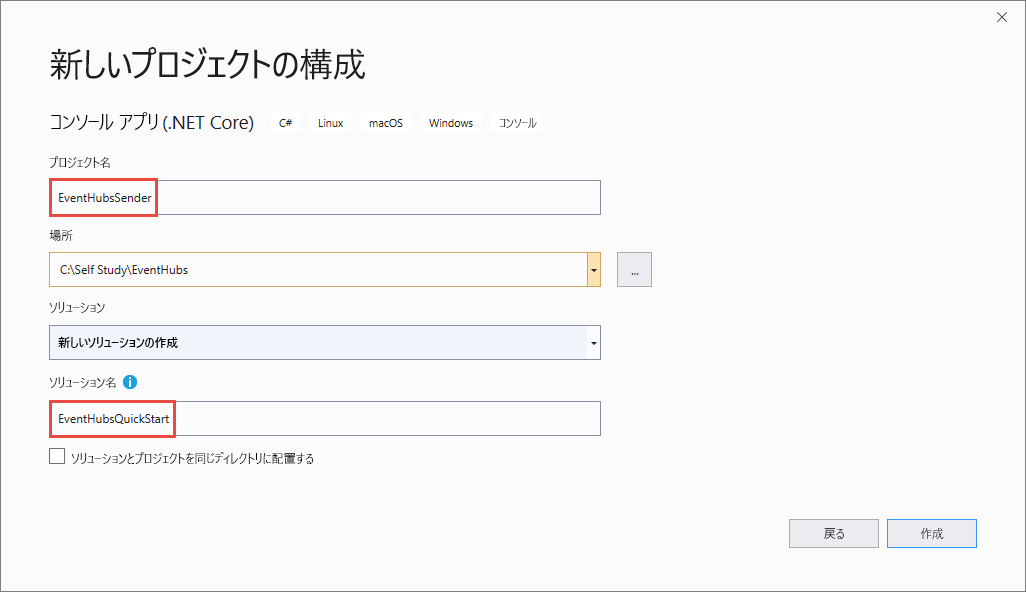 新しいプロジェクトの構成
コンソール アプリ (.NET Core) C# Linux macOS Windows コンソール
プロジェクト名
EventHubsSender
場所
C:\Self Study\EventHubs
...
ソリューション
新しいソリューションの作成
ソリューション名 i
EventHubsQuickStart
ソリューションとプロジェクトを同じディレクトリに配置する
戻る 作成